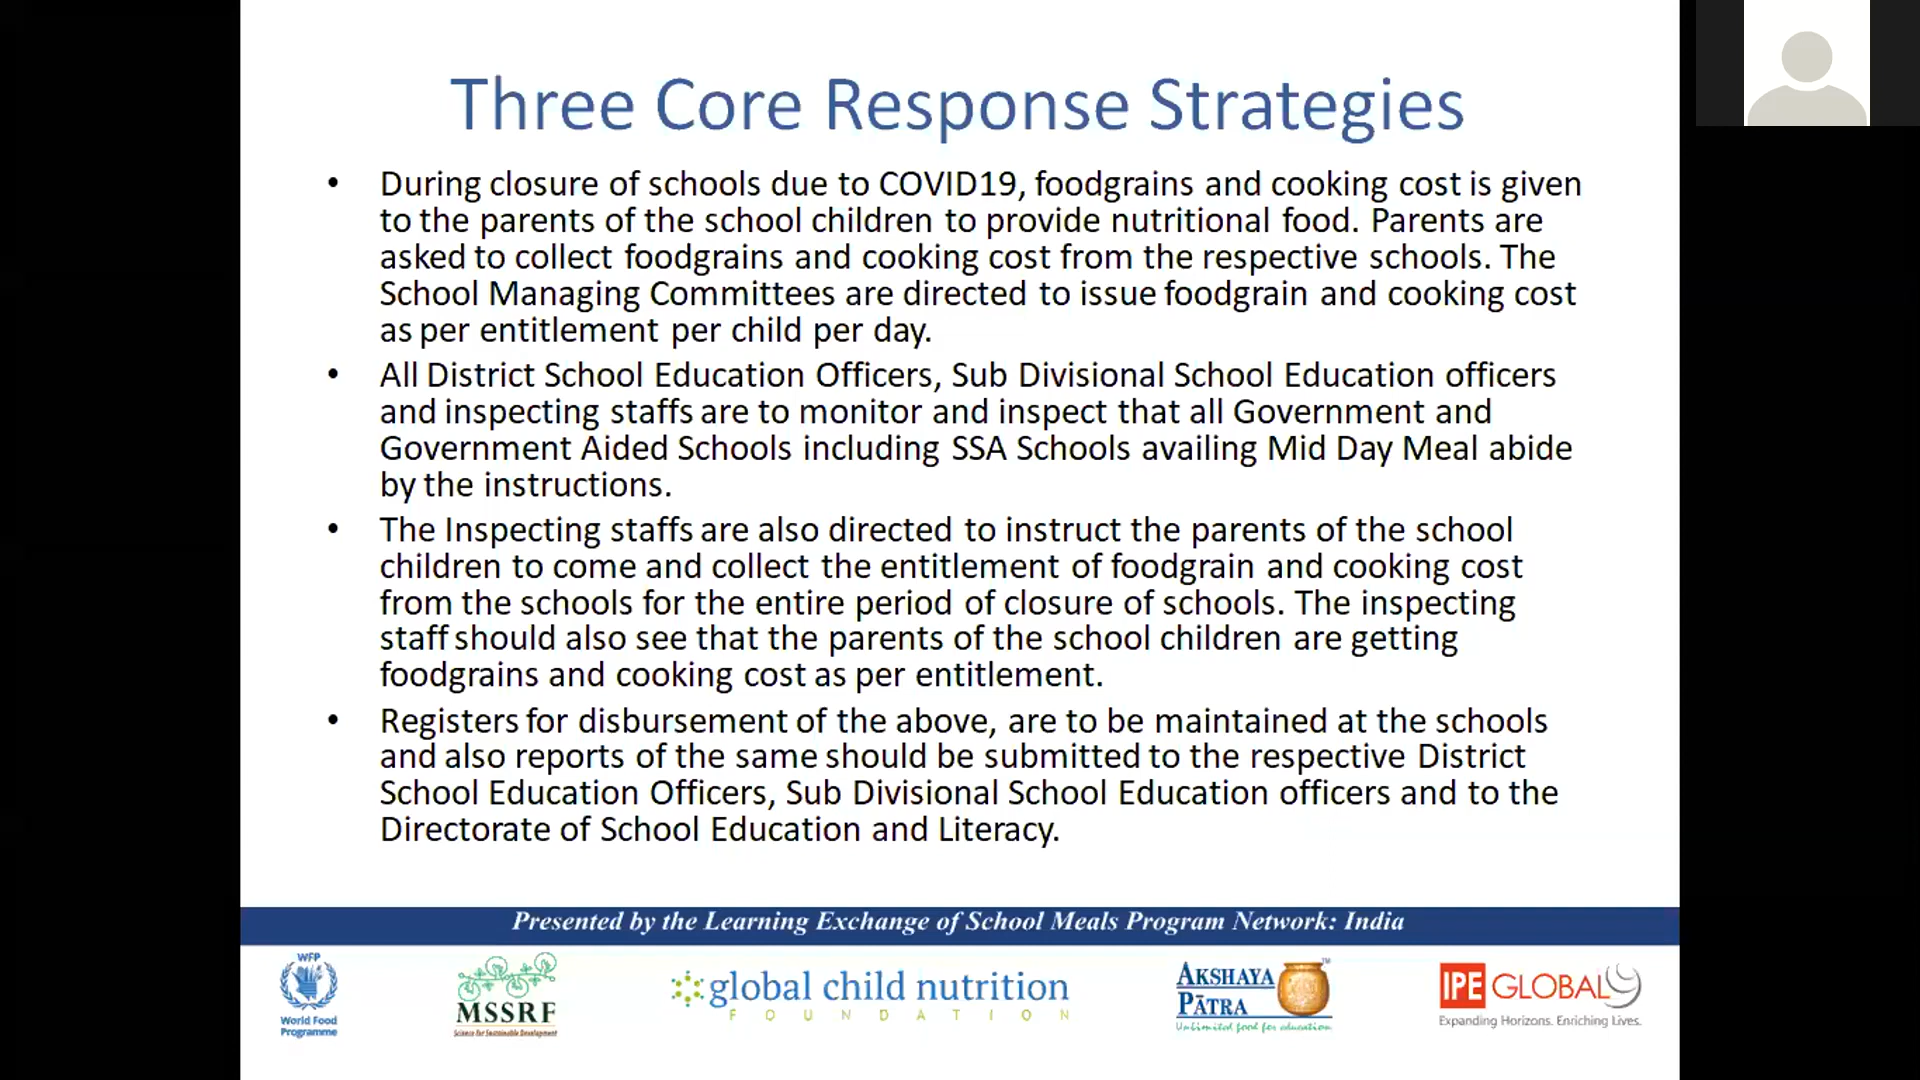 Three Core Response Strategies
• During closure of schools due to COVID19, foodgrains and cooking cost is given
to the parents of the school children to provide nutritional food. Parents are
asked to collect foodgrains and cooking cost from the respective schools. The
School Managing Committees are directed to issue foodgrain and cooking cost
as per entitlement per child per day.
• All District School Education Officers, Sub Divisional School Education officers
and inspecting staffs are to monitor and inspect that all Government and
Government Aided Schools including SSA Schools availing Mid Day Meal abide
by the instructions.
• The Inspecting staffs are also directed to instruct the parents of the school
children to come and collect the entitlement of foodgrain and cooking cost
from the schools for the entire period of closure of schools. The inspecting
staff should also see that the parents of the school children are getting
foodgrains and cooking cost as per entitlement.
• Registers for disbursement of the above, are to be maintained at the schools
and also reports of the same should be submitted to the respective District
School Education Officers, Sub Divisional School Education officers and to the
Directorate of School Education and Literacy.
Presented by the Learning Exchange of School Meals Program Network: India
WFP
World Food
Programme
MSSRF
Science for Sustainable Development
global child nutrition
FOUNDATION
AKSHAYA
PĀTRA
TM
Unlimited food for education
IPE GLOBAL
Expanding Horizons. Enriching Lives.